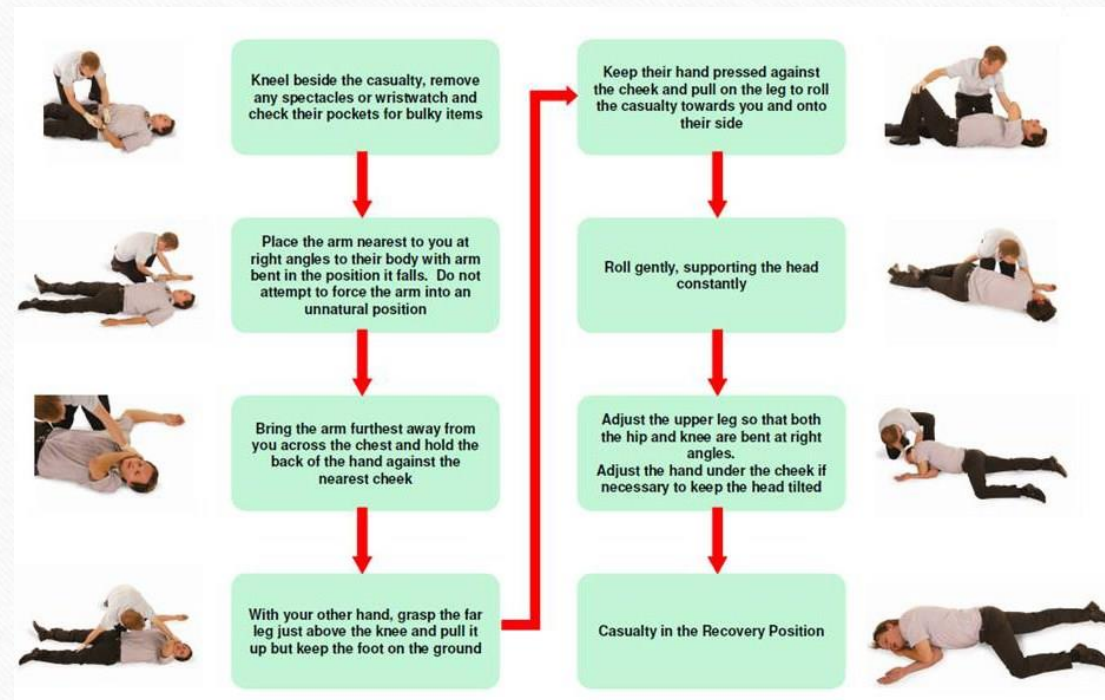 Kneel beside the casualty, remove
any spectacles or wristwatch and
check their pockets for bulky items
Place the arm nearest to you at
right angles to their body with arm
bent in the position it falls. Do not
attempt to force the arm into an
unnatural position
Bring the arm furthest away from
you across the chest and hold the
back of the hand against the
nearest cheek
With your other hand, grasp the far
leg just above the knee and pull it
up but keep the foot on the ground
Keep their hand pressed against
the cheek and pull on the leg to roll
the casualty towards you and onto
their side
Roll gently, supporting the head
constantly
Adjust the upper leg so that both
the hip and knee are bent at right
angles.
Adjust the hand under the cheek if
necessary to keep the head tilted
Casualty in the Recovery Position